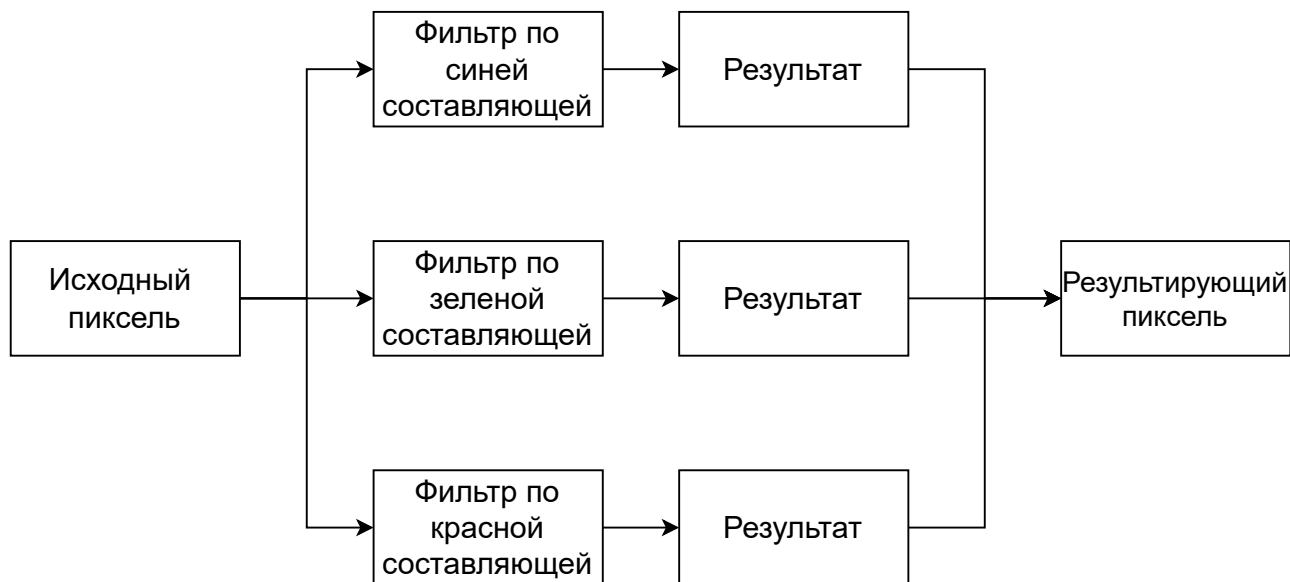 Фильтр по
синей
составляющей
Результат
Исходный
пиксель
Фильтр по
зеленой
составляющей
Результат
Результирующий
пиксель
Фильтр по
красной
составляющей
Результат